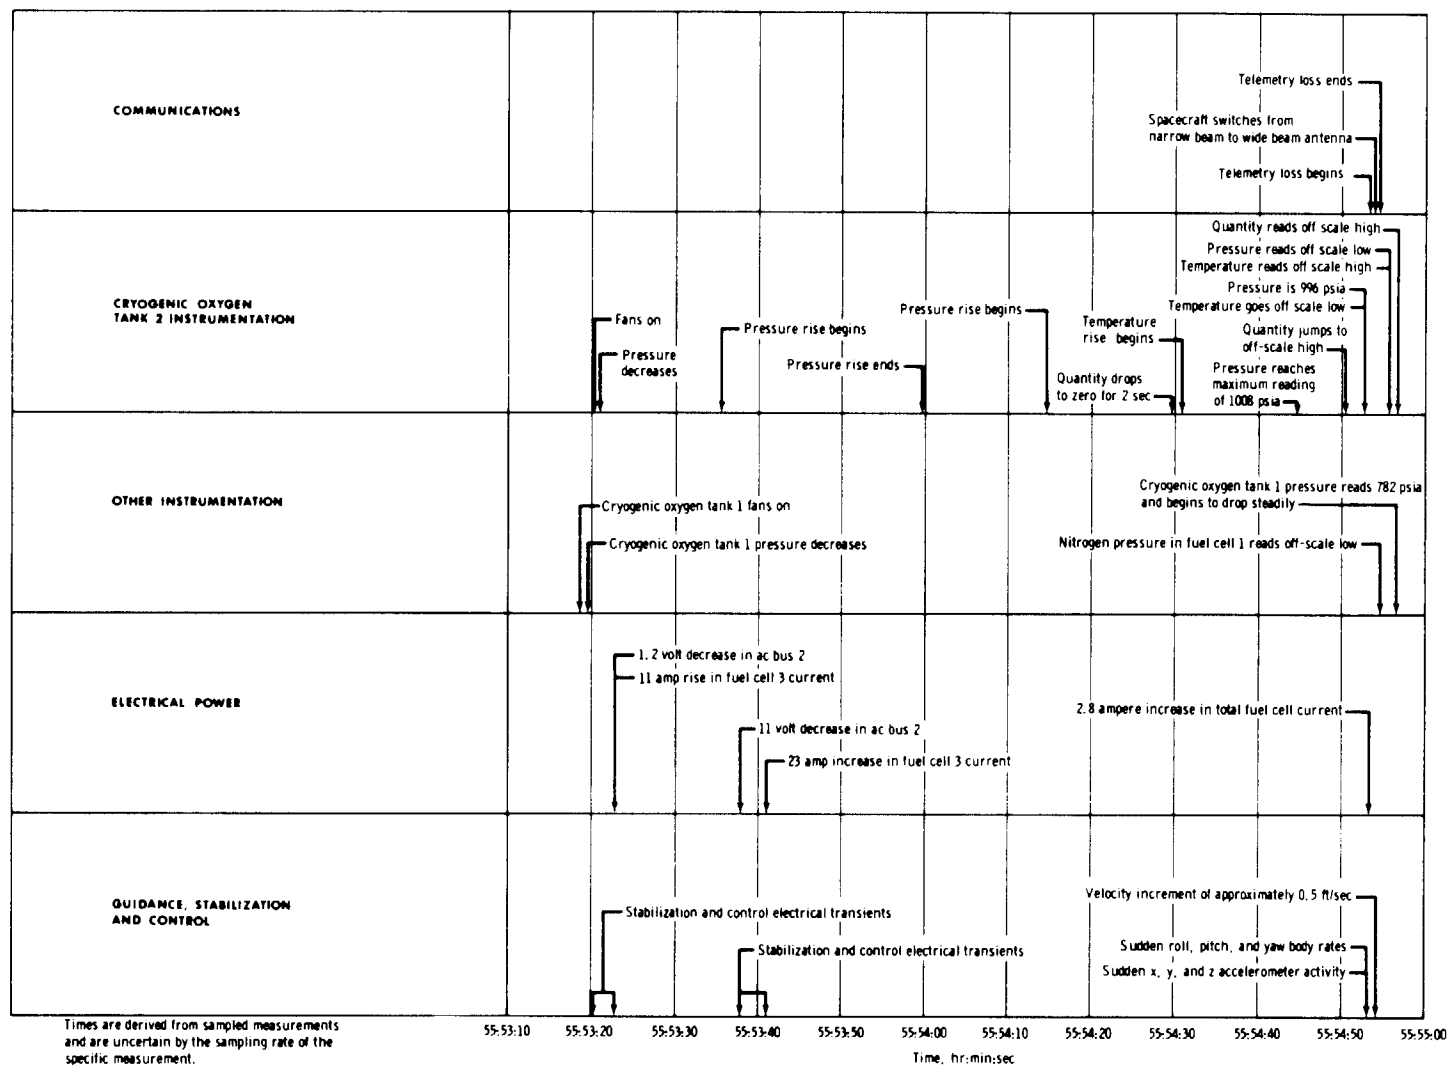 COMMUNICATIONS
Telemetry loss ends
Spacecraft switches from
narrow beam to wide beam antenna
Telemetry loss begins
CRYOGENIC OXYGEN
TANK 2 INSTRUMENTATION
Fans on
Pressure
decreases
Pressure rise begins
Pressure rise ends
Pressure rise begins
Temperature
rise begins
Quantity drops
to zero for 2 sec
Quantity reads off scale high
Pressure reads off scale low
Temperature reads off scale high
Pressure is 996 psia
Temperature goes off scale low
Quantity jumps to
off-scale high
Pressure reaches
maximum reading
of 1008 psia
OTHER INSTRUMENTATION
Cryogenic oxygen tank 1 fans on
Cryogenic oxygen tank 1 pressure decreases
Cryogenic oxygen tank 1 pressure reads 782 psia
and begins to drop steadily
Nitrogen pressure in fuel cell 1 reads off-scale low
ELECTRICAL POWER
1.2 volt decrease in ac bus 2
11 amp rise in fuel cell 3 current
11 volt decrease in ac bus 2
23 amp increase in fuel cell 3 current
2.8 ampere increase in total fuel cell current
GUIDANCE, STABILIZATION
AND CONTROL
Stabilization and control electrical transients
Stabilization and control electrical transients
Velocity increment of approximately 0.5 ft/sec
Sudden roll, pitch, and yaw body rates
Sudden x, y, and z accelerometer activity
55:53:10 55:53:20 55:53:30 55:53:40 55:53:50 55:54:00 55:54:10 55:54:20 55:54:30 55:54:40 55:54:50 55:55:00
Time, hr:min:sec
Times are derived from sampled measurements
and are uncertain by the sampling rate of the
specific measurement.